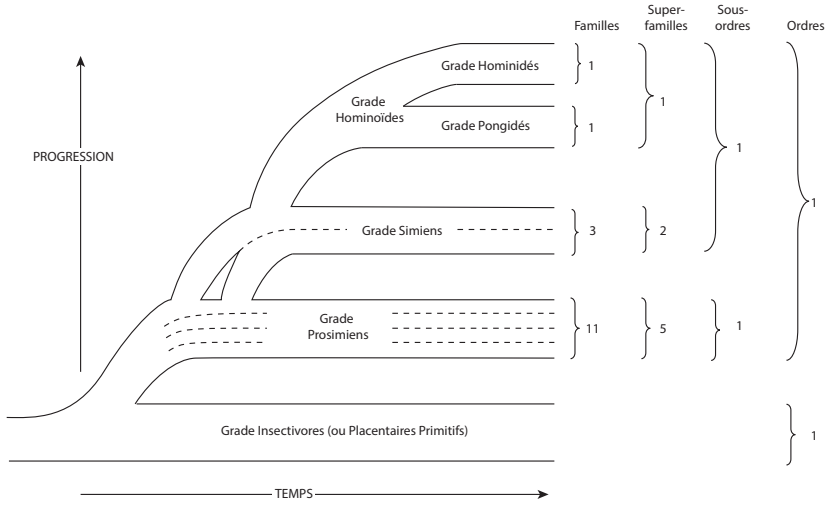 Familles
Super-
familles
Sous-
ordres
Ordres
Grade Hominidés
1
Grade
Hominoïdes
1
Grade Pongidés
1
PROGRESSION
1
1
Grade Simiens
3
2
Grade
Prosimiens
11
5
1
Grade Insectivores (ou Placentaires Primitifs)
1
TEMPS